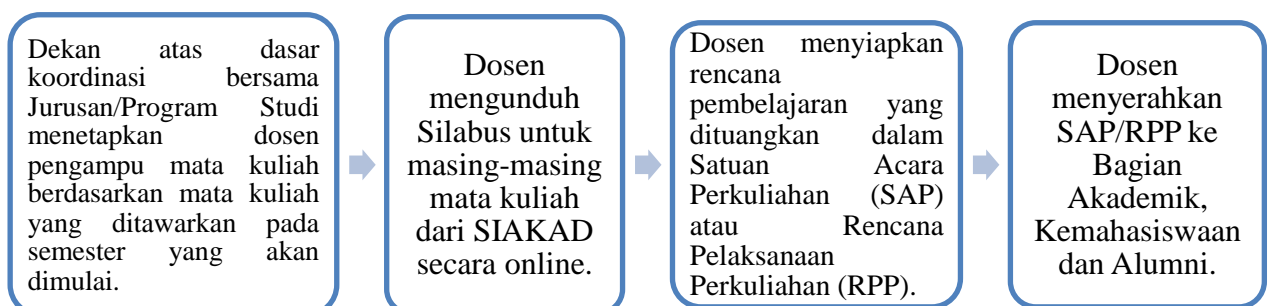 Dekan atas dasar
koordinasi bersama
Jurusan/Program Studi
menetapkan dosen
pengampu mata kuliah
berdasarkan mata kuliah
yang ditawarkan pada
semester yang akan
dimulai.
Dosen
mengunduh
Silabus untuk
masing-masing
mata kuliah
dari SIAKAD
secara online.
Dosen menyiapkan
rencana
pembelajaran yang
dituangkan dalam
Satuan Acara
Perkuliahan (SAP)
atau Rencana
Pelaksanaan
Perkuliahan (RPP).
Dosen
menyerahkan
SAP/RPP ke
Bagian
Akademik,
Kemahasiswaan
dan Alumni.